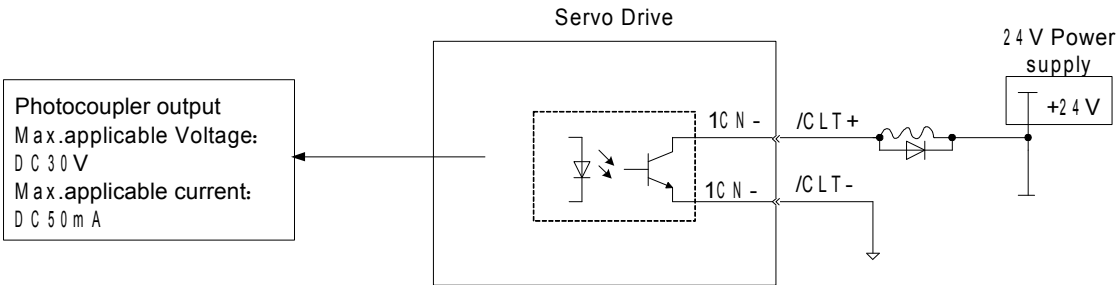 Servo Drive
24V Power
supply
+24V
Photocoupler output
Max.applicable Voltage:
DC30V
Max.applicable current:
DC50mA
1CN-
/CLT+
1CN-
/CLT-